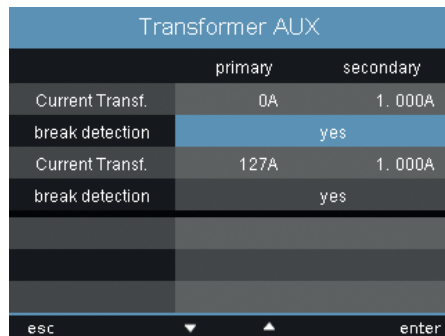 Transformer AUX
primary secondary
Current Transf. 0A 1. 000A
break detection yes
Current Transf. 127A 1. 000A
break detection yes
esc enter